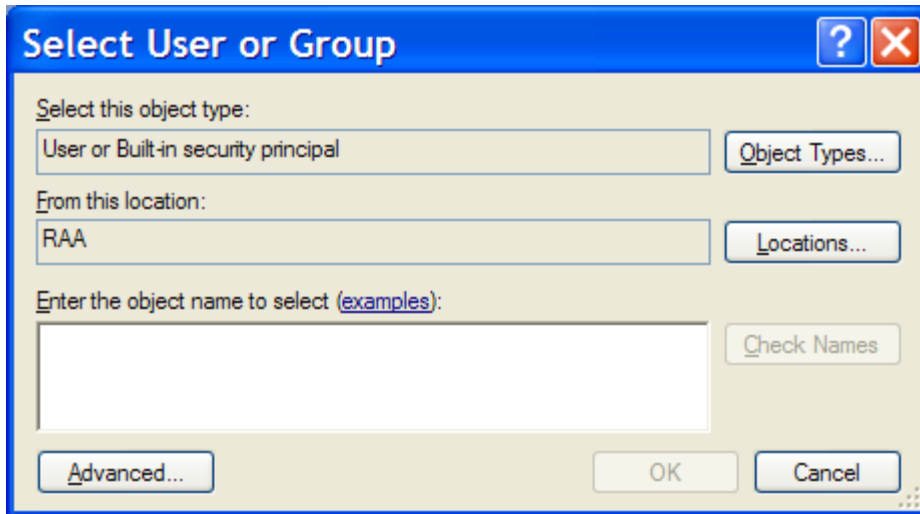 Select User or Group
Select this object type:
User or Built-in security principal
Object Types...
From this location:
RAA
Locations...
Enter the object name to select (examples):
Check Names
Advanced...
OK
Cancel